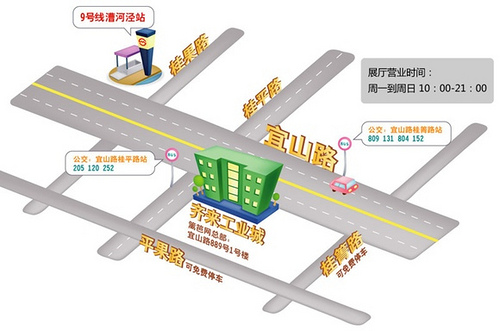 9号线漕河泾站
桂果路
桂平路
展厅营业时间：
周一到周日 10：00-21：00
宜山路
公交：宜山路桂箐路站
809 131 804 152
公交：宜山路桂平路站
205 120 252
齐来工业城
篱笆网总部，
宜山路889号1号楼
平果路 可免费停车
桂箐路
可免费停车